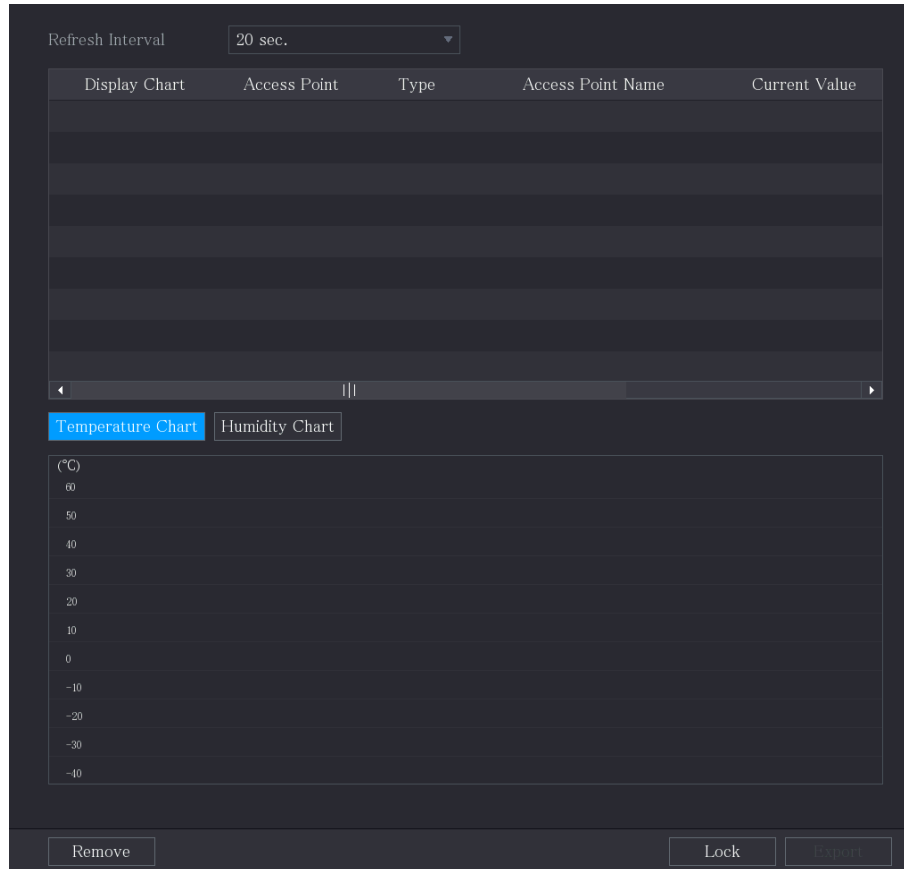 Refresh Interval 20 sec.
Display Chart Access Point Type Access Point Name Current Value
Temperature Chart Humidity Chart
(°C)
60
50
40
30
20
10
0
-10
-20
-30
-40
Remove Lock Export